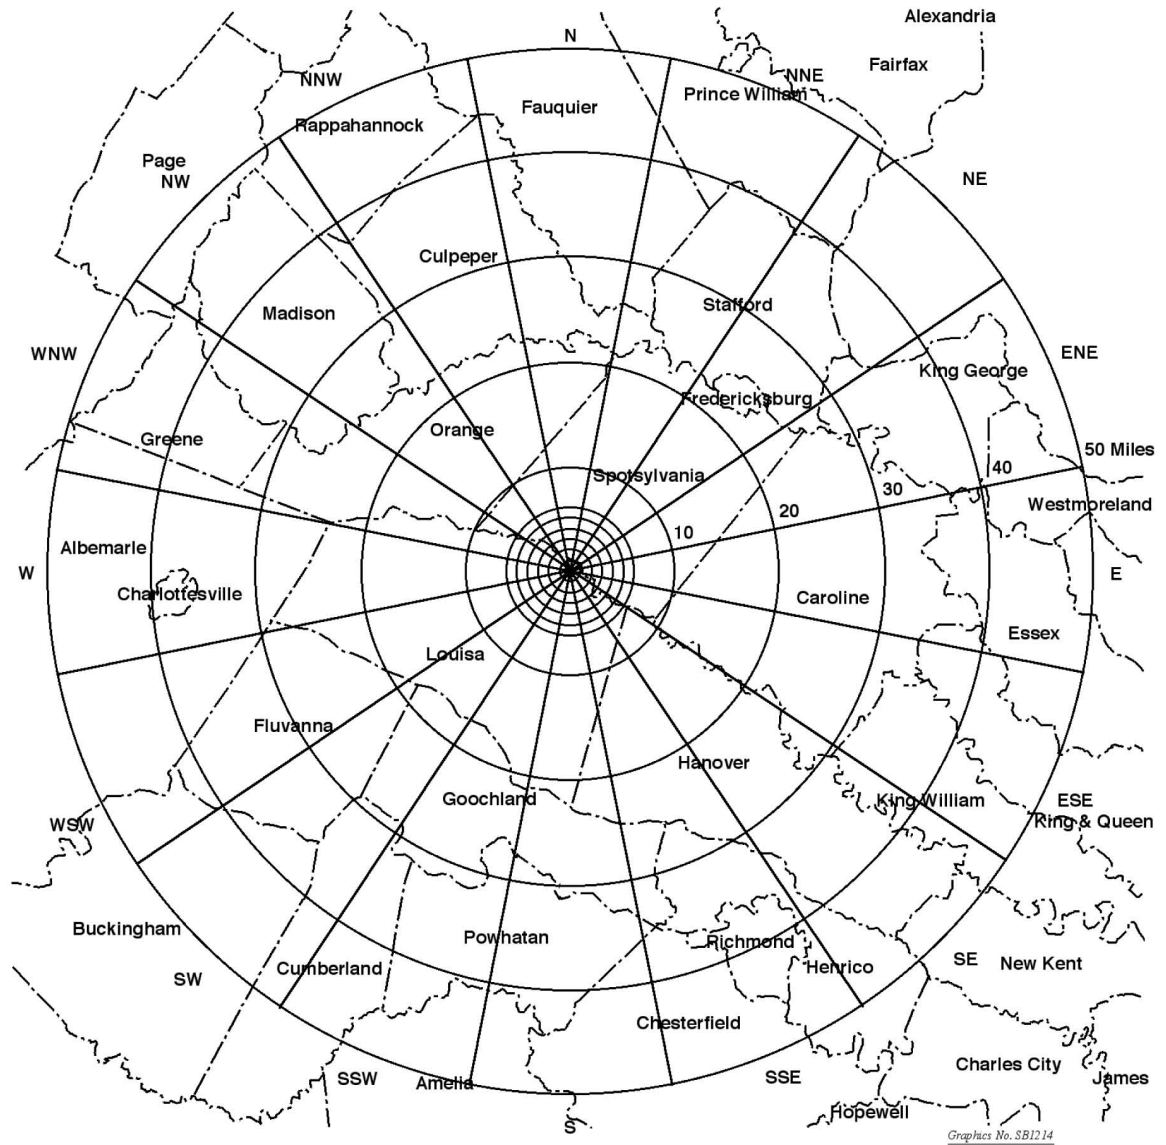 Alexandria
N
Fairfax
NNW
NNE
Prince William
Fauquier
Rappahannock
Page
NW
NE
Culpeper
Madison
Stafford
WNW
ENE
King George
Fredericksburg
Orange
Greene
50 Miles
40
Spotsylvania
30
Westmoreland
20
10
Albemarle
W
E
Charlottesville
Caroline
Essex
Louisa
Fluvanna
Hanover
Goochland
King William
ESE
WSW
King & Queen
Buckingham
Powhatan
Richmond
SE
New Kent
Henrico
Cumberland
SW
Chesterfield
Charles City
SSW
SSE
James
Amelia
Hopewell
S
Graphics No. SB1214